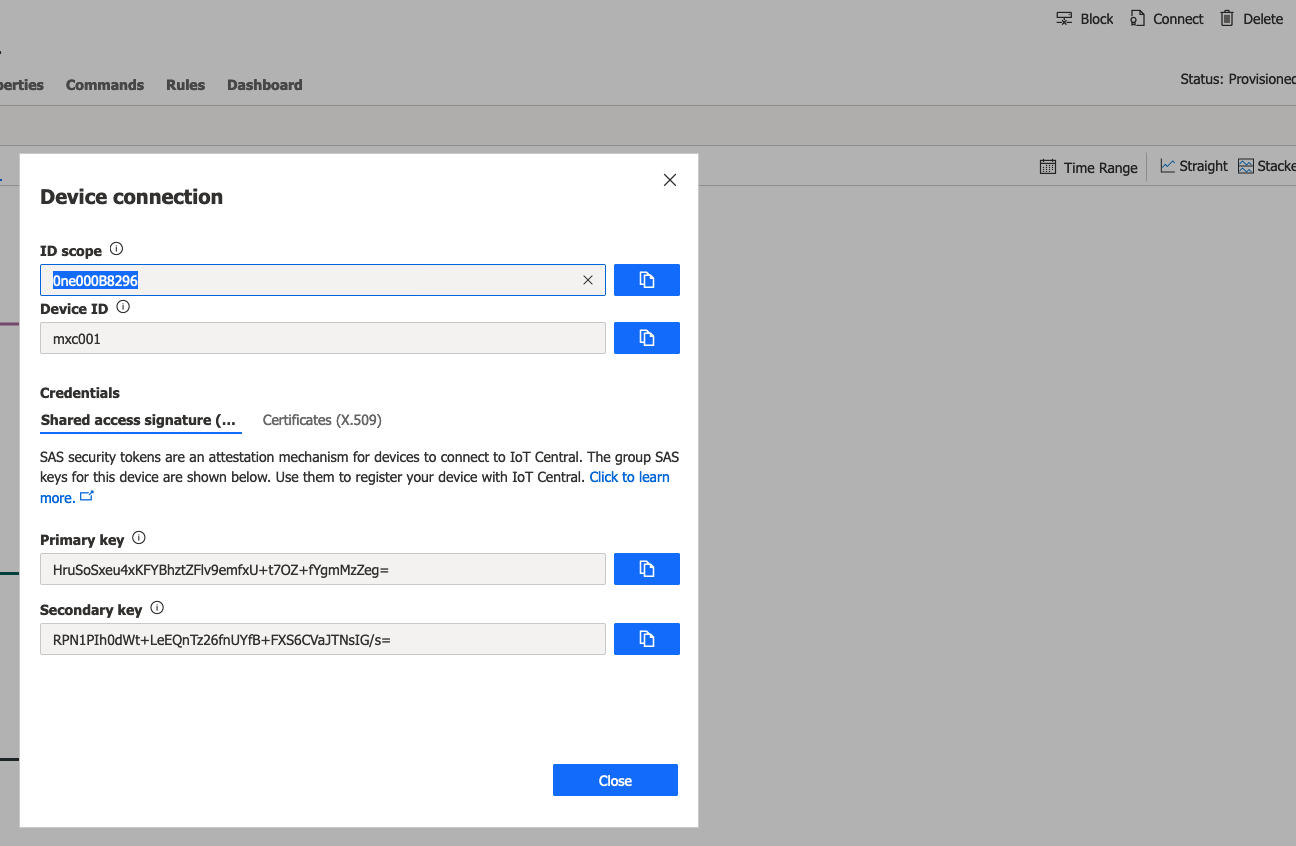 Block Connect Delete
perties Commands Rules Dashboard
Status: Provisioned
Time Range Straight Stacke
Device connection
ID scope
0ne000B8296
Device ID
mxc001
Credentials
Shared access signature (... Certificates (X.509)
SAS security tokens are an attestation mechanism for devices to connect to IoT Central. The group SAS
keys for this device are shown below. Use them to register your device with IoT Central. Click to learn
more.
Primary key
HruSoSxeu4xKFYBhztZFlv9emfxU+t7OZ+fYgmMzZeg=
Secondary key
RPN1PIh0dWt+LeEQnTz26fnUYfB+FXS6CVaJTNsIG/s=
Close